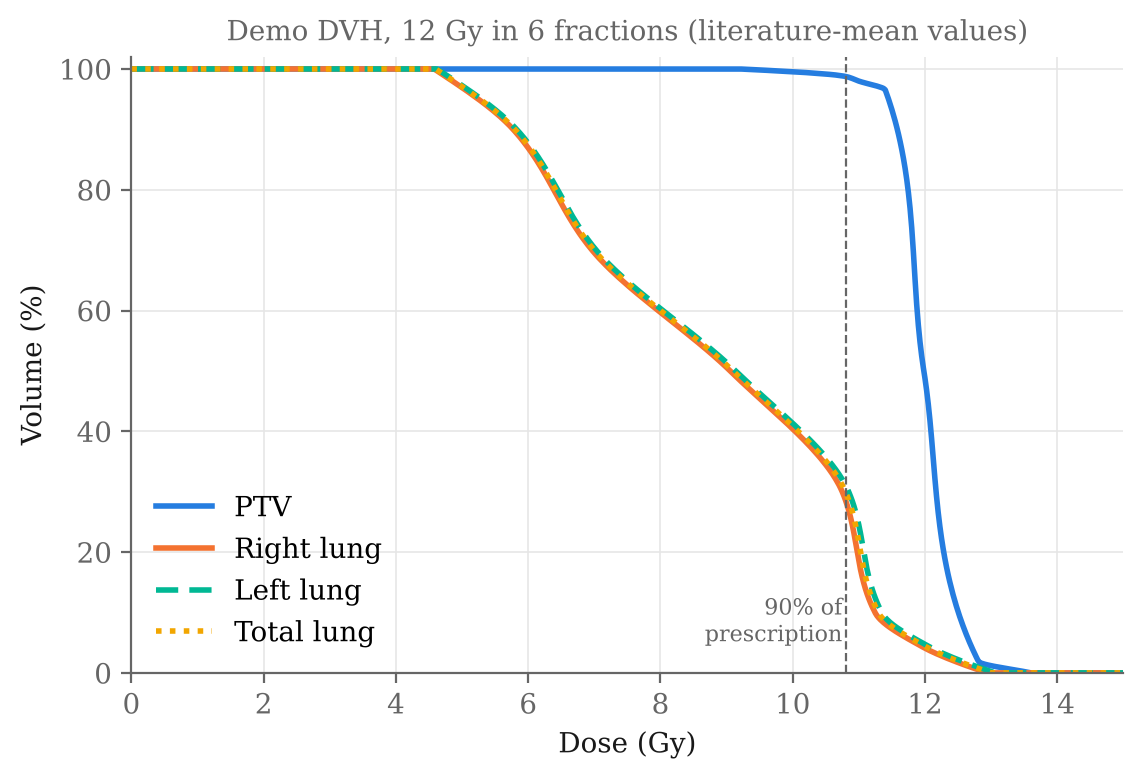 Demo DVH, 12 Gy in 6 fractions (literature-mean values)
100
80
60
40
20
0
Volume (%)
PTV
Right lung
Left lung
Total lung
90% of
prescription
0 2 4 6 8 10 12 14
Dose (Gy)